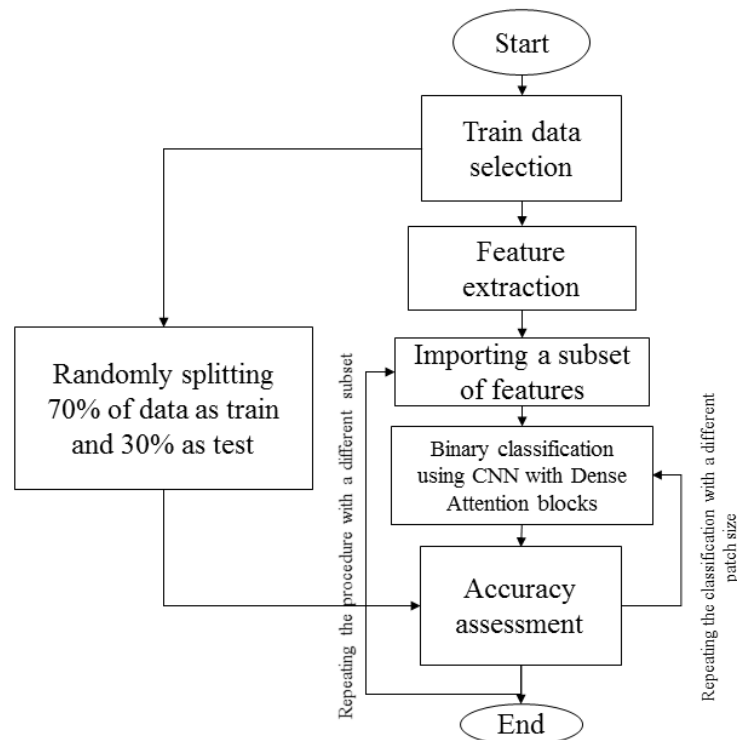 Start
Train data
selection
Feature
extraction
Randomly splitting
70% of data as train
and 30% as test
Importing a subset
of features
Binary classification
using CNN with Dense
Attention blocks
Accuracy
assessment
End
Repeating the procedure with a different subset
Repeating the classification with a different
patch size